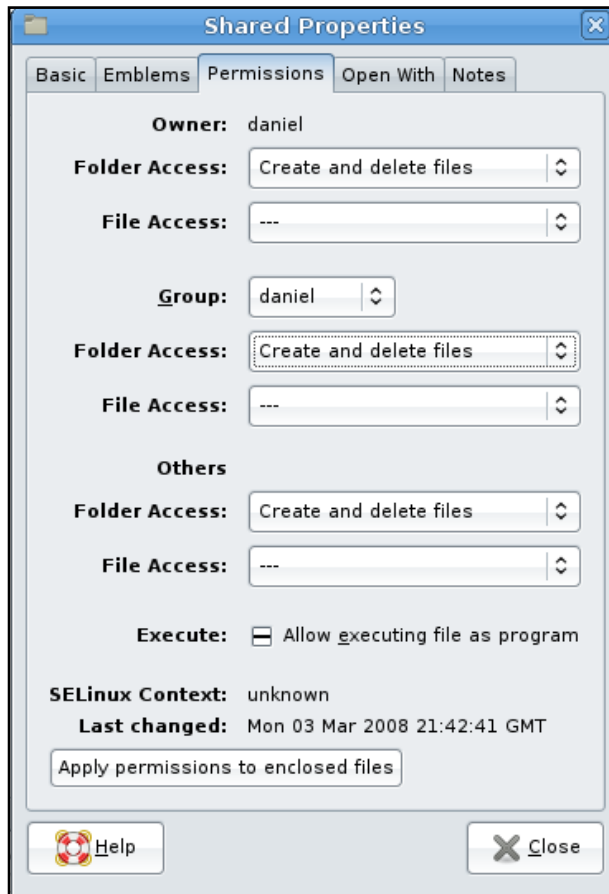 Shared Properties
Basic Emblems Permissions Open With Notes
Owner: daniel
Folder Access: Create and delete files
File Access: ---
Group: daniel
Folder Access: Create and delete files
File Access: ---
Others
Folder Access: Create and delete files
File Access: ---
Execute: Allow executing file as program
SELinux Context: unknown
Last changed: Mon 03 Mar 2008 21:42:41 GMT
Apply permissions to enclosed files
Help Close